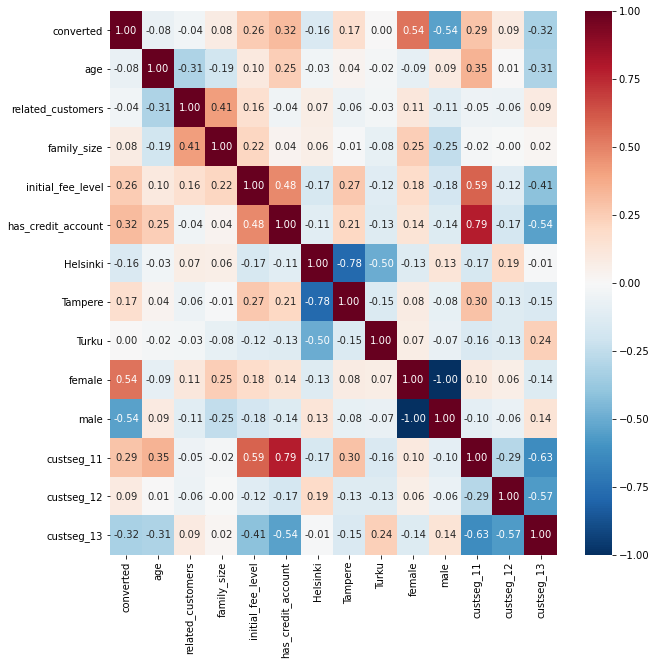 converted 1.00 -0.08 -0.04 0.08 0.26 0.32 -0.16 0.17 0.00 0.54 -0.54 0.29 0.09 -0.32
age -0.08 1.00 -0.31 -0.19 0.10 0.25 -0.03 0.04 -0.02 -0.09 0.09 0.35 0.01 -0.31
related_customers -0.04 -0.31 1.00 0.41 0.16 -0.04 0.07 -0.06 -0.03 0.11 -0.11 -0.05 -0.06 0.09
family_size 0.08 -0.19 0.41 1.00 0.22 0.04 0.06 -0.01 -0.08 0.25 -0.25 -0.02 -0.00 0.02
initial_fee_level 0.26 0.10 0.16 0.22 1.00 0.48 -0.17 0.27 -0.12 0.18 -0.18 0.59 -0.12 -0.41
has_credit_account 0.32 0.25 -0.04 0.04 0.48 1.00 -0.11 0.21 -0.13 0.14 -0.14 0.79 -0.17 -0.54
Helsinki -0.16 -0.03 0.07 0.06 -0.17 -0.11 1.00 -0.78 -0.50 -0.13 0.13 -0.17 0.19 -0.01
Tampere 0.17 0.04 -0.06 -0.01 0.27 0.21 -0.78 1.00 -0.15 0.08 -0.08 0.30 -0.13 -0.15
Turku 0.00 -0.02 -0.03 -0.08 -0.12 -0.13 -0.50 -0.15 1.00 0.07 -0.07 -0.16 -0.13 0.24
female 0.54 -0.09 0.11 0.25 0.18 0.14 -0.13 0.08 0.07 1.00 -1.00 0.10 0.06 -0.14
male -0.54 0.09 -0.11 -0.25 -0.18 -0.14 0.13 -0.08 -0.07 -1.00 1.00 -0.10 -0.06 0.14
custseg_11 0.29 0.35 -0.05 -0.02 0.59 0.79 -0.17 0.30 -0.16 0.10 -0.10 1.00 -0.29 -0.63
custseg_12 0.09 0.01 -0.06 -0.00 -0.12 -0.17 0.19 -0.13 -0.13 0.06 -0.06 -0.29 1.00 -0.57
custseg_13 -0.32 -0.31 0.09 0.02 -0.41 -0.54 -0.01 -0.15 0.24 -0.14 0.14 -0.63 -0.57 1.00
converted
age
related_customers
family_size
initial_fee_level
has_credit_account
Helsinki
Tampere
Turku
female
male
custseg_11
custseg_12
custseg_13
1.00
0.75
0.50
0.25
0.00
−0.25
−0.50
−0.75
−1.00